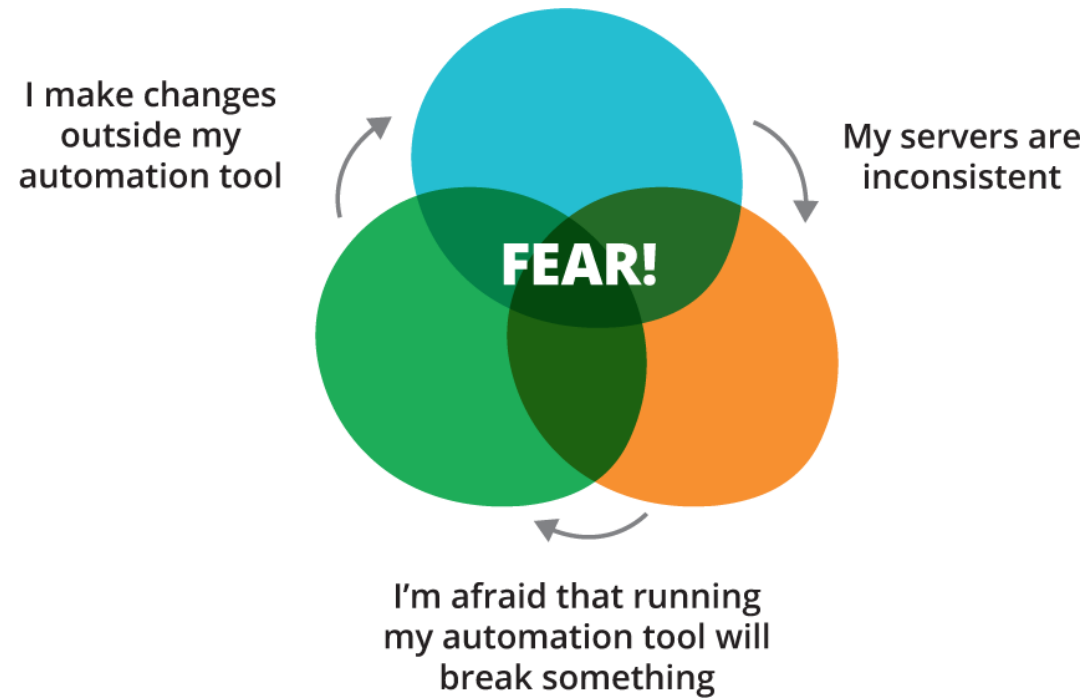 I make changes
outside my
automation tool
My servers are
inconsistent
FEAR!
I’m afraid that running
my automation tool will
break something